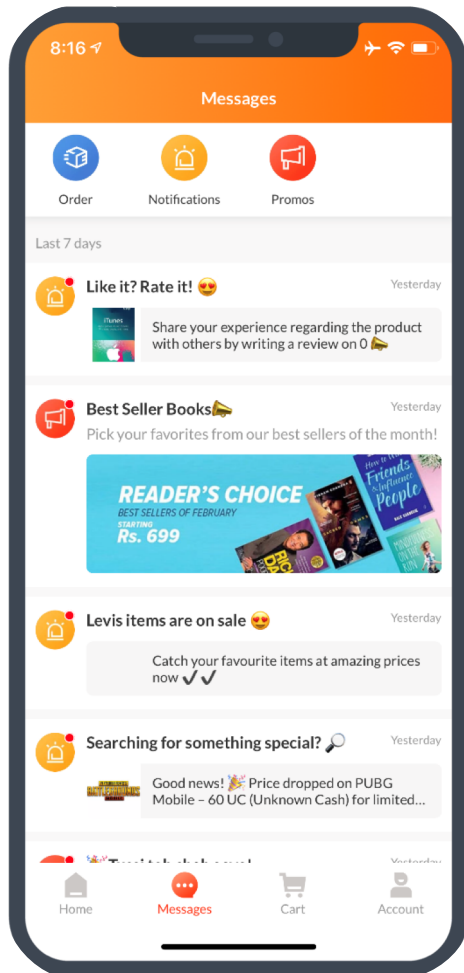 8:16
Messages
Order Notifications Promos
Last 7 days
Like it? Rate it! 😍 Yesterday
iTunes
Share your experience regarding the product
with others by writing a review on 0 📣
Best Seller Books📣 Yesterday
Pick your favorites from our best sellers of the month!
READER'S CHOICE
BEST SELLERS OF FEBRUARY
STARTING
Rs. 699
How to Win
Friends
& Influence
People
RICH
DAD
Levis items are on sale 😍 Yesterday
Catch your favourite items at amazing prices
now ✔✔
Searching for something special? 🔎 Yesterday
BATTLEGROUNDS
Good news! 🎉 Price dropped on PUBG
Mobile – 60 UC (Unknown Cash) for limited...
Yesterday
Home Messages Cart Account